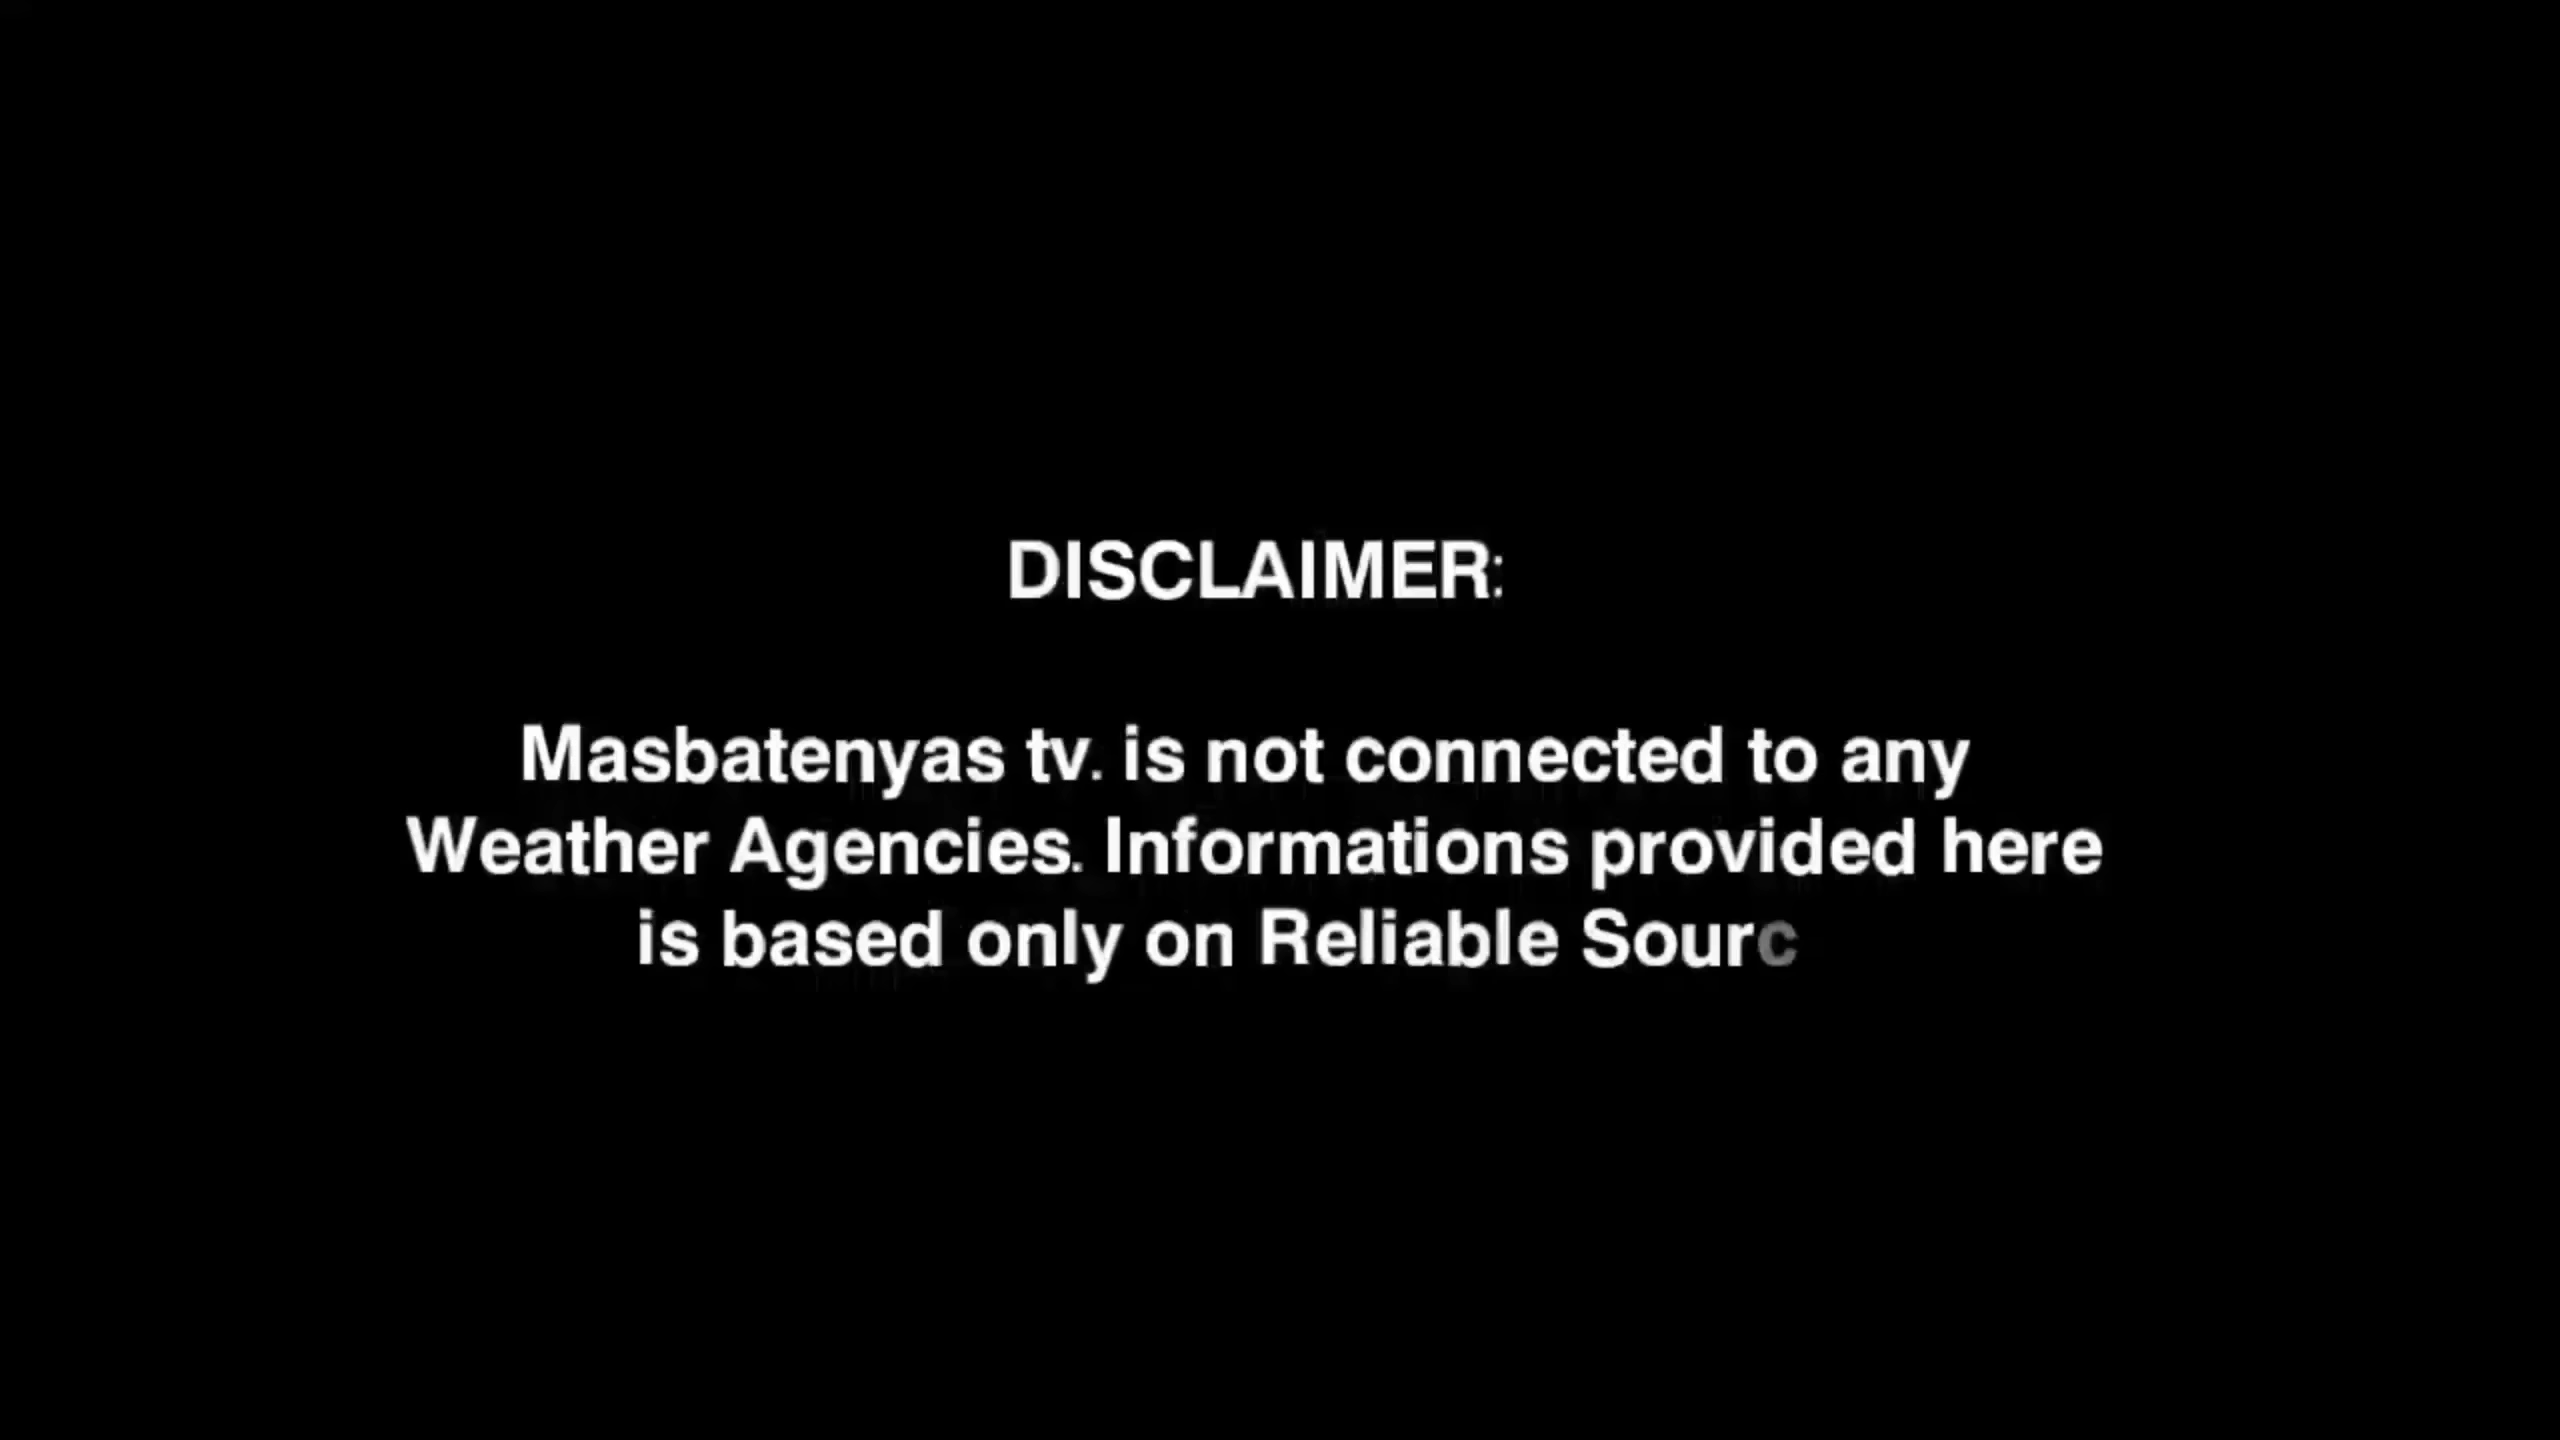 DISCLAIMER:
Masbatenyas tv. is not connected to any
Weather Agencies. Informations provided here
is based only on Reliable Sourc